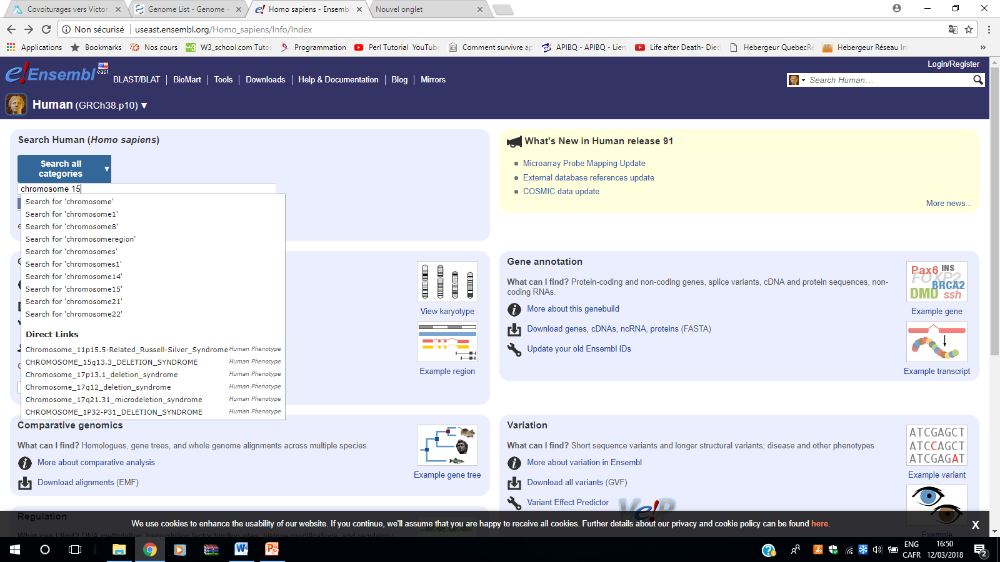 Covoiturages vers Victor
Genome List - Genome -
Homo sapiens - Ensembl
Nouvel onglet
Non sécurisé
useast.ensembl.org/Homo_sapiens/Info/Index
Applications
Bookmarks
Nos cours
W3_school.com Tutor
Programmation
Perl Tutorial YouTube
Comment survivre ap
APIBQ - APIBQ - Lien
Life after Death- Died
Hebergeur QuebecRé
Hebergeur Réseau In
Login/Register
e!Ensembl
east
BLAST/BLAT
BioMart
Tools
Downloads
Help & Documentation
Blog
Mirrors
Search Human…
Human (GRCh38.p10) ▼
Search Human (Homo sapiens)
Search all
categories
chromosome 15
Search for 'chromosome'
Search for 'chromosome1'
Search for 'chromosome8'
Search for 'chromosomeregion'
Search for 'chromosomes'
Search for 'chromosomes1'
Search for 'chromosome14'
Search for 'chromosome15'
Search for 'chromosome21'
Search for 'chromosome22'
Direct Links
Chromosome_11p15.5-Related_Russell-Silver_Syndrome Human Phenotype
CHROMOSOME_15q13.3_DELETION_SYNDROME Human Phenotype
Chromosome_17p13.1_deletion_syndrome Human Phenotype
Chromosome_17q12_deletion_syndrome Human Phenotype
Chromosome_17q21.31_microdeletion_syndrome Human Phenotype
CHROMOSOME_1P32-P31_DELETION_SYNDROME Human Phenotype
What's New in Human release 91
Microarray Probe Mapping Update
External database references update
COSMIC data update
More news...
View karyotype
Example region
Gene annotation
What can I find? Protein-coding and non-coding genes, splice variants, cDNA and protein sequences, non-
coding RNAs.
More about this genebuild
Download genes, cDNAs, ncRNA, proteins (FASTA)
Update your old Ensembl IDs
Pax6 INS
FOXP2
BRCA2
DMD ssh
Example gene
Example transcript
Comparative genomics
What can I find? Homologues, gene trees, and whole genome alignments across multiple species.
More about comparative analysis
Download alignments (EMF)
Example gene tree
Variation
What can I find? Short sequence variants and longer structural variants; disease and other phenotypes
More about variation in Ensembl
Download all variants (GVF)
Variant Effect Predictor
Ve!P
ATCGAGCT
ATCCAGCT
ATCGAGAT
Example variant
Example
Regulation
What can I find? DNA methylation, transcription factor binding sites, histone modifications, and regulatory
We use cookies to enhance the usability of our website. If you continue, we'll assume that you are happy to receive all cookies. Further details about our privacy and cookie policy can be found here.
X
ENG
CAFR
16:50
12/03/2018
2